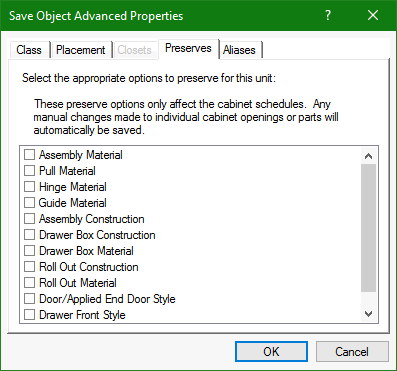 Save Object Advanced Properties
?
Class
Placement
Closets
Preserves
Aliases
Select the appropriate options to preserve for this unit:
These preserve options only affect the cabinet schedules. Any
manual changes made to individual cabinet openings or parts will
automatically be saved.
Assembly Material
Pull Material
Hinge Material
Guide Material
Assembly Construction
Drawer Box Construction
Drawer Box Material
Roll Out Construction
Roll Out Material
Door/Applied End Door Style
Drawer Front Style
OK
Cancel